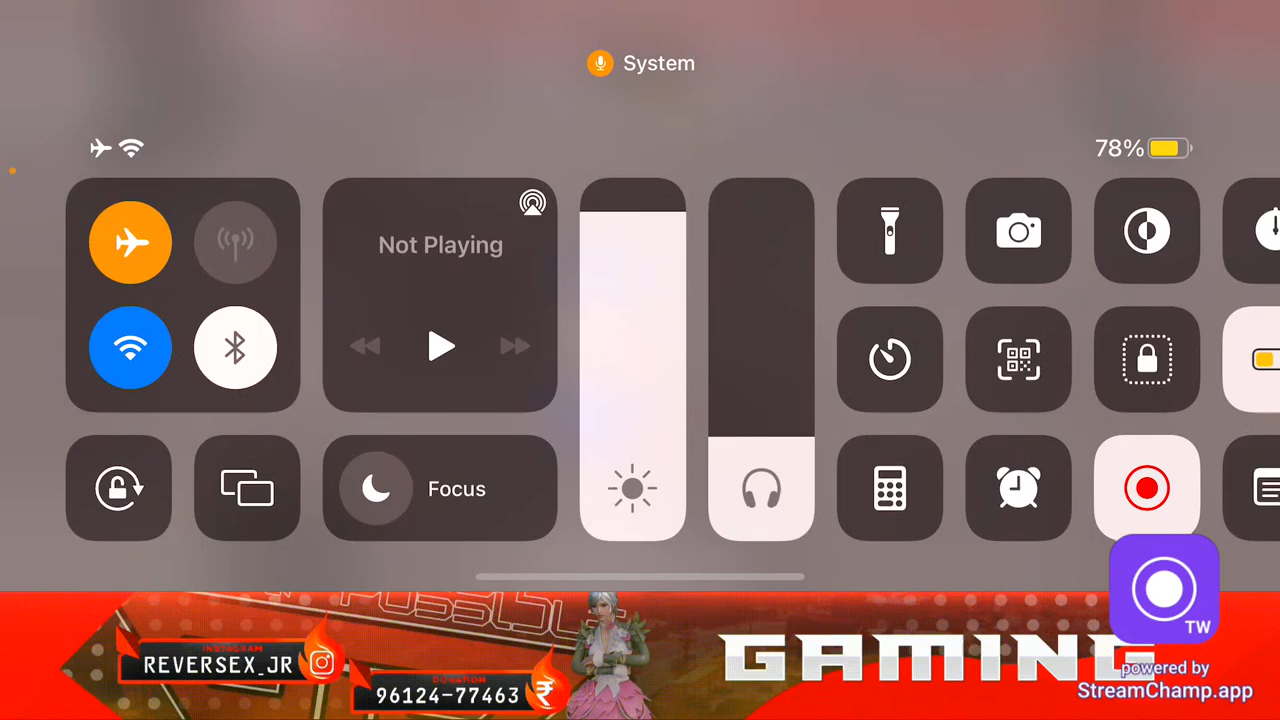 System
78%
Not Playing
Focus
INSTAGRAM
REVERSEX_JR
DONATION
96124-77463
₹
GAMING
TW
powered by
StreamChamp.app